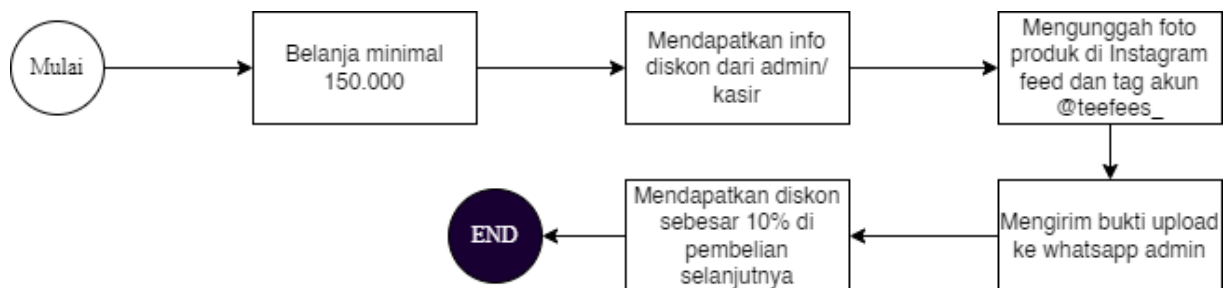 Mulai
Belanja minimal
150.000
Mendapatkan info
diskon dari admin/
kasir
Mengunggah foto
produk di Instagram
feed dan tag akun
@teefees_
Mengirim bukti upload
ke whatsapp admin
Mendapatkan diskon
sebesar 10% di
pembelian
selanjutnya
END